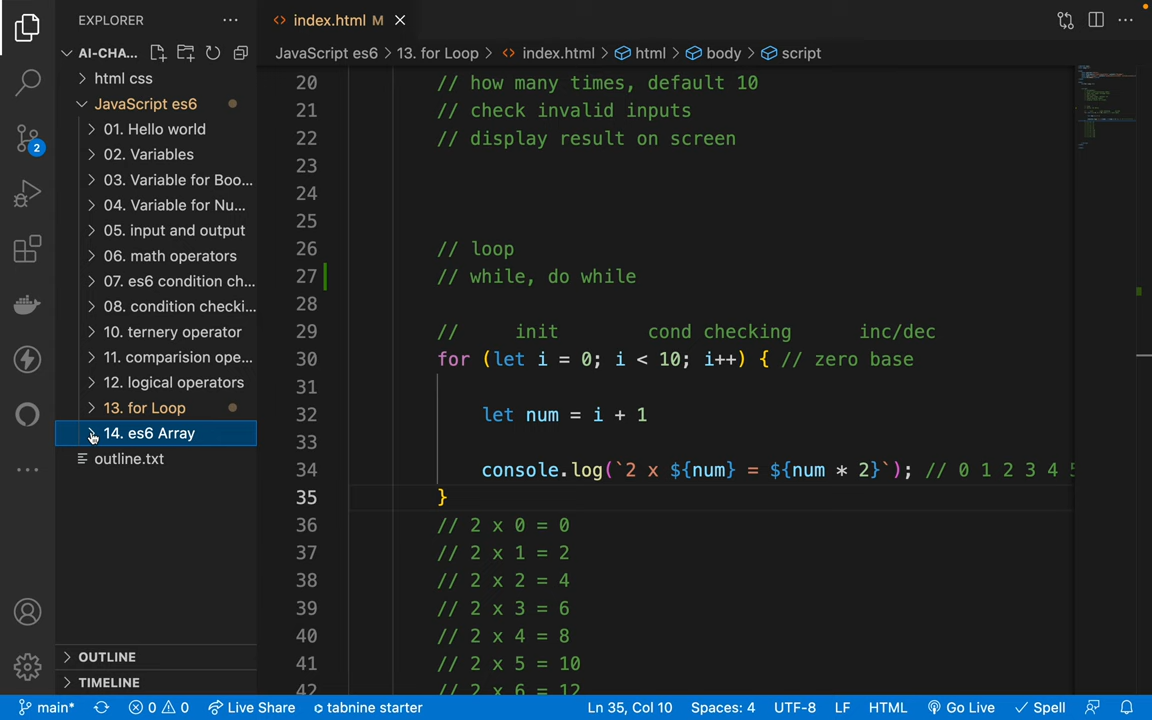 EXPLORER
AI-CHA...
html css
JavaScript es6
01. Hello world
02. Variables
03. Variable for Boo...
04. Variable for Nu...
05. input and output
06. math operators
07. es6 condition ch...
08. condition checki...
10. ternery operator
11. comparision ope...
12. logical operators
13. for Loop
14. es6 Array
outline.txt
OUTLINE
TIMELINE
2
index.html M
JavaScript es6 > 13. for Loop > index.html > html > body > script
20 // how many times, default 10
21 // check invalid inputs
22 // display result on screen
23
24
25
26 // loop
27 // while, do while
28
29 // init cond checking inc/dec
30 for (let i = 0; i < 10; i++) { // zero base
31
32 let num = i + 1
33
34 console.log(`2 x ${num} = ${num * 2}`); // 0 1 2 3 4 5
35 }
36 // 2 x 0 = 0
37 // 2 x 1 = 2
38 // 2 x 2 = 4
39 // 2 x 3 = 6
40 // 2 x 4 = 8
41 // 2 x 5 = 10
42 // 2 x 6 = 12
main* 0 0 Live Share tabnine starter Ln 35, Col 10 Spaces: 4 UTF-8 LF HTML Go Live Spell